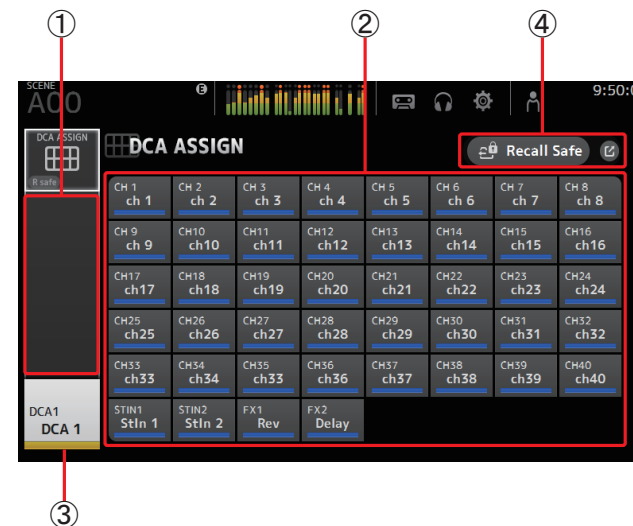 ① ② ④
SCENE
A00
E
9:50:0
DCA ASSIGN
R safe
DCA ASSIGN
Recall Safe
CH 1 CH 2 CH 3 CH 4 CH 5 CH 6 CH 7 CH 8
ch 1 ch 2 ch 3 ch 4 ch 5 ch 6 ch 7 ch 8
CH 9 CH10 CH11 CH12 CH13 CH14 CH15 CH16
ch 9 ch10 ch11 ch12 ch13 ch14 ch15 ch16
CH17 CH18 CH19 CH20 CH21 CH22 CH23 CH24
ch17 ch18 ch19 ch20 ch21 ch22 ch23 ch24
CH25 CH26 CH27 CH28 CH29 CH30 CH31 CH32
ch25 ch26 ch27 ch28 ch29 ch30 ch31 ch32
CH33 CH34 CH35 CH36 CH37 CH38 CH39 CH40
ch33 ch34 ch33 ch36 ch37 ch38 ch39 ch40
STIN1 STIN2 FX1 FX2
StIn 1 StIn 2 Rev Delay
DCA1
DCA 1
③